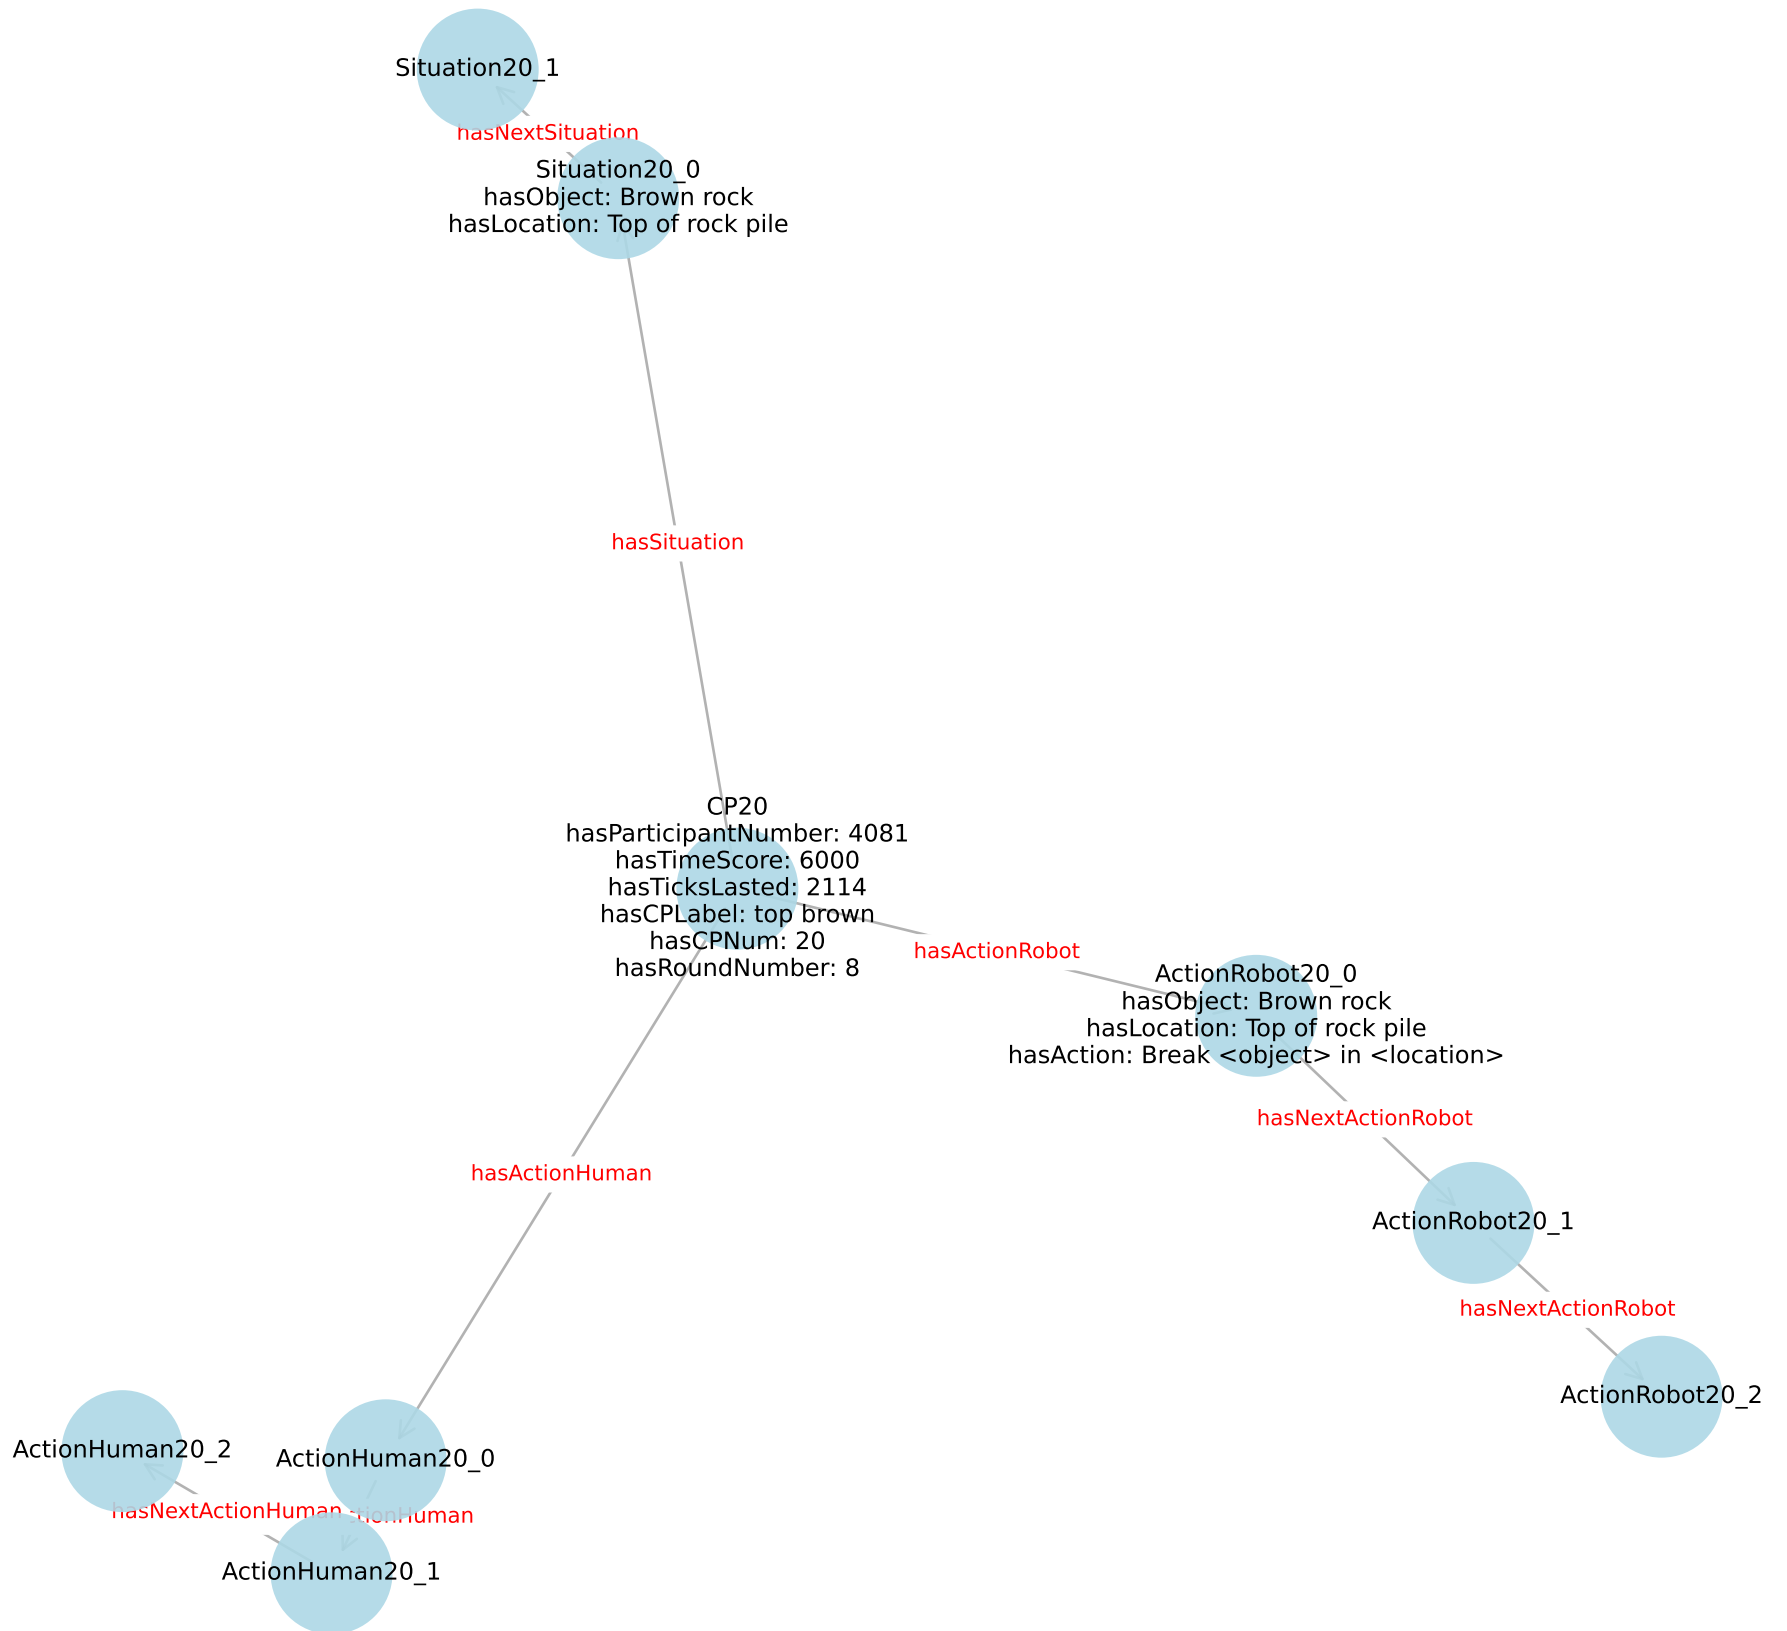 Situation20_1
hasNextSituation
Situation20_0
hasObject: Brown rock
hasLocation: Top of rock pile
hasSituation
CP20
hasParticipantNumber: 4081
hasTimeScore: 6000
hasTicksLasted: 2114
hasCPLabel: top brown
hasCPNum: 20
hasRoundNumber: 8
hasActionRobot
ActionRobot20_0
hasObject: Brown rock
hasLocation: Top of rock pile
hasAction: Break <object> in <location>
hasNextActionRobot
hasActionHuman
ActionRobot20_1
hasNextActionRobot
ActionRobot20_2
ActionHuman20_2
ActionHuman20_0
hasNextActionHuman
ActionHuman20_1